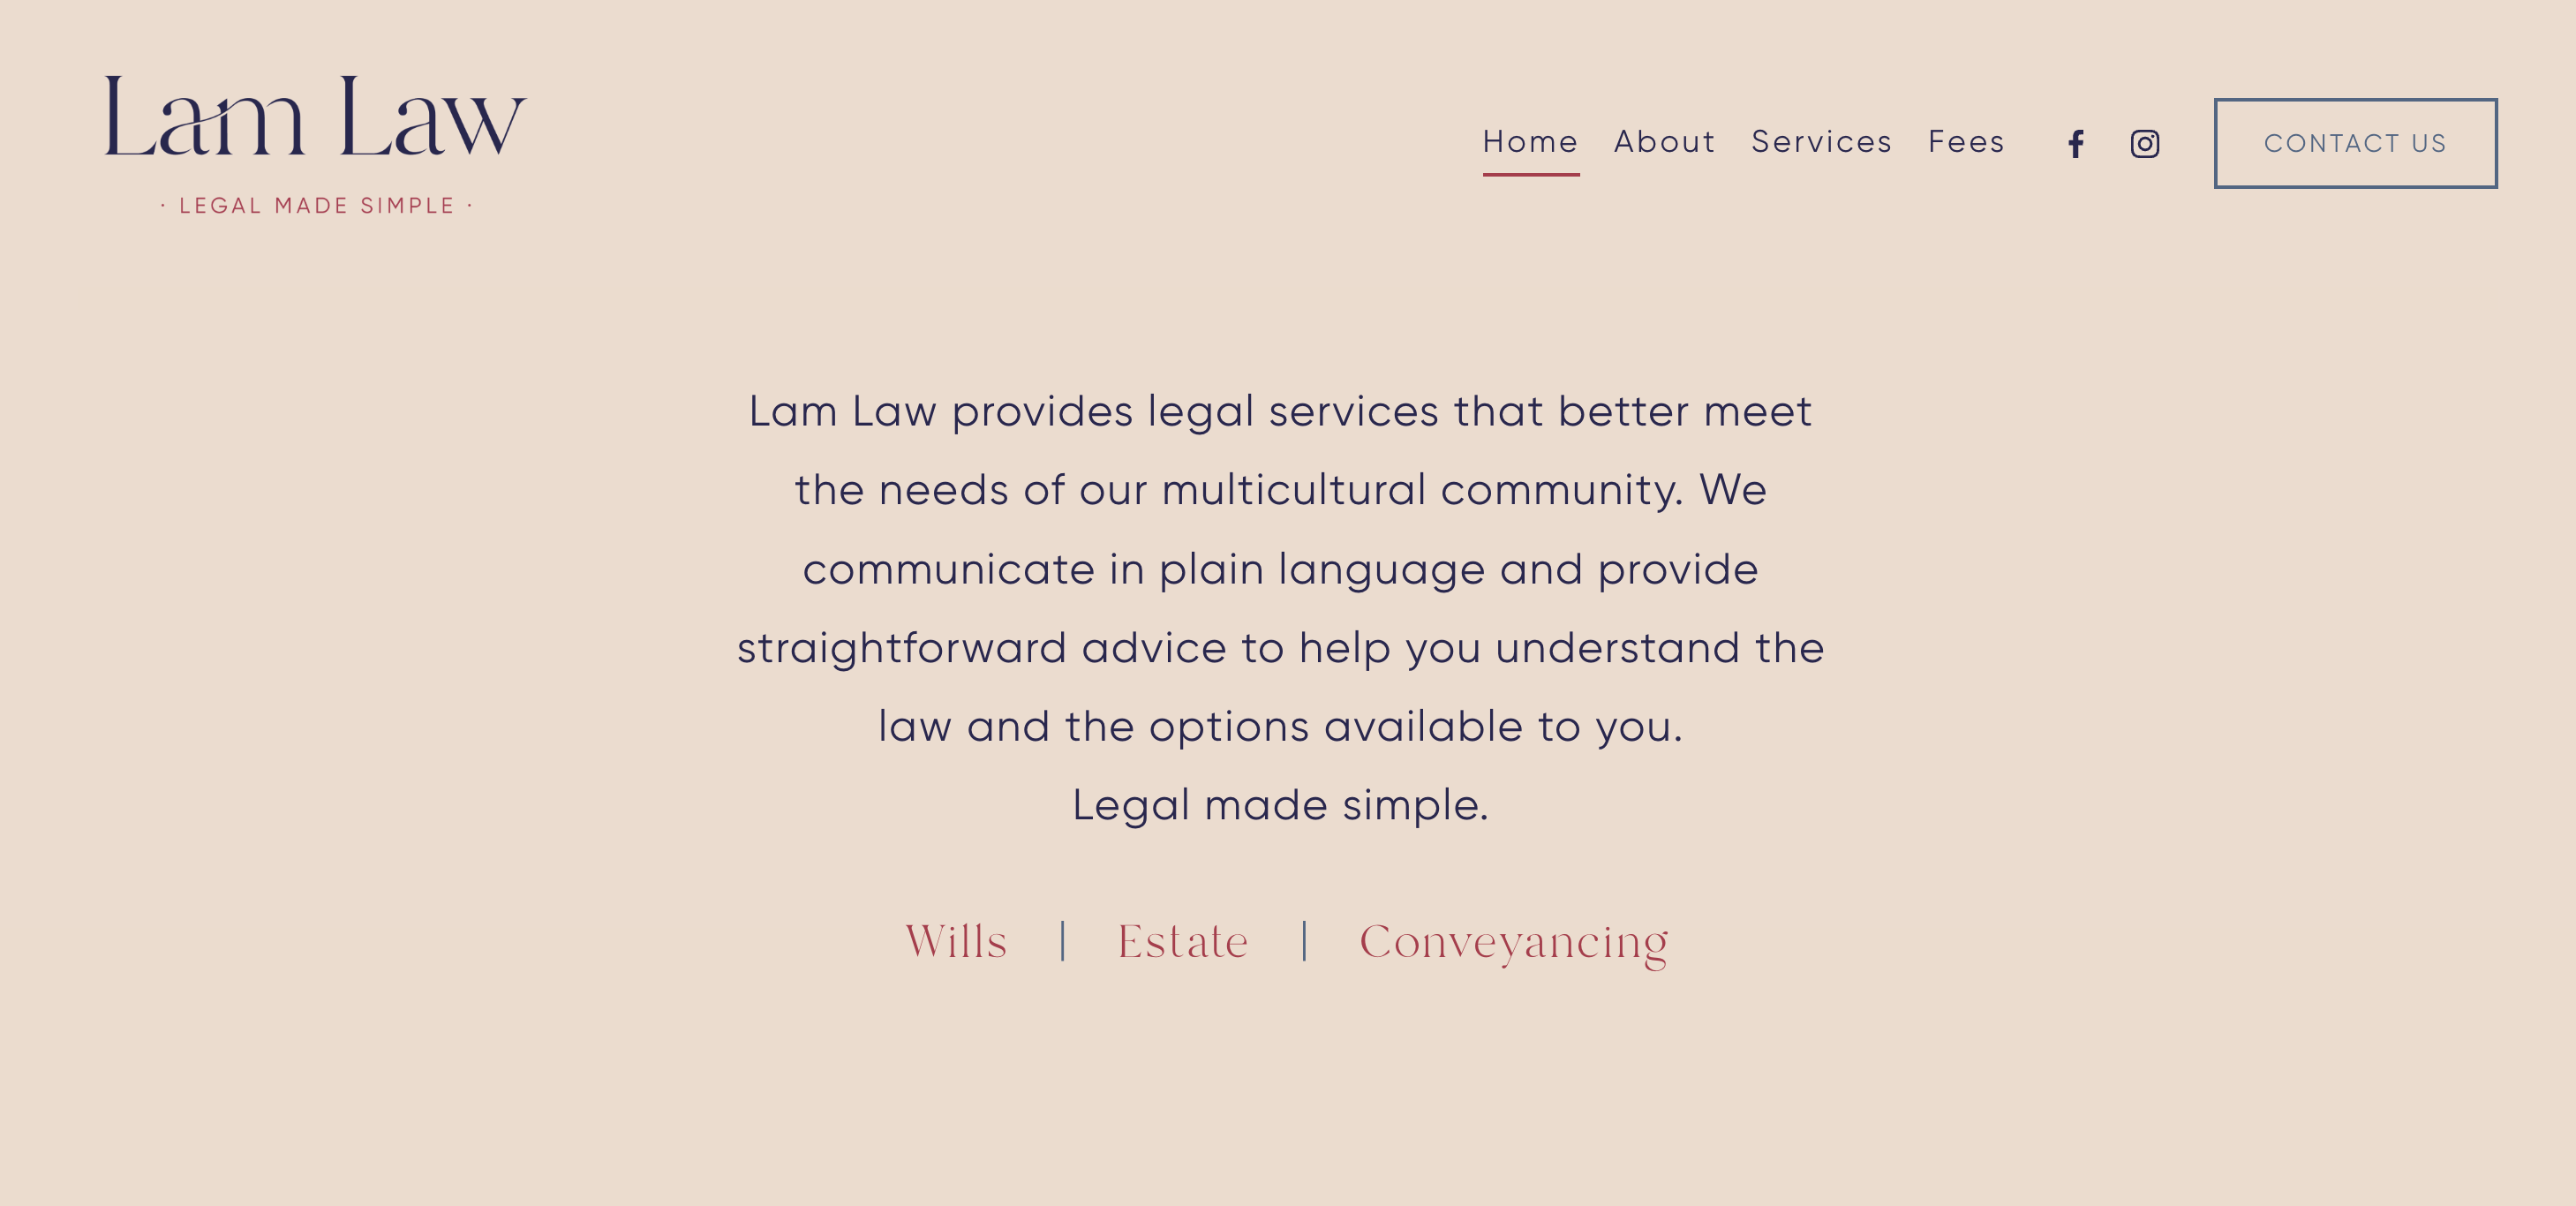 Lam Law
· LEGAL MADE SIMPLE ·
Home About Services Fees CONTACT US
Lam Law provides legal services that better meet
the needs of our multicultural community. We
communicate in plain language and provide
straightforward advice to help you understand the
law and the options available to you.
Legal made simple.
Wills | Estate | Conveyancing